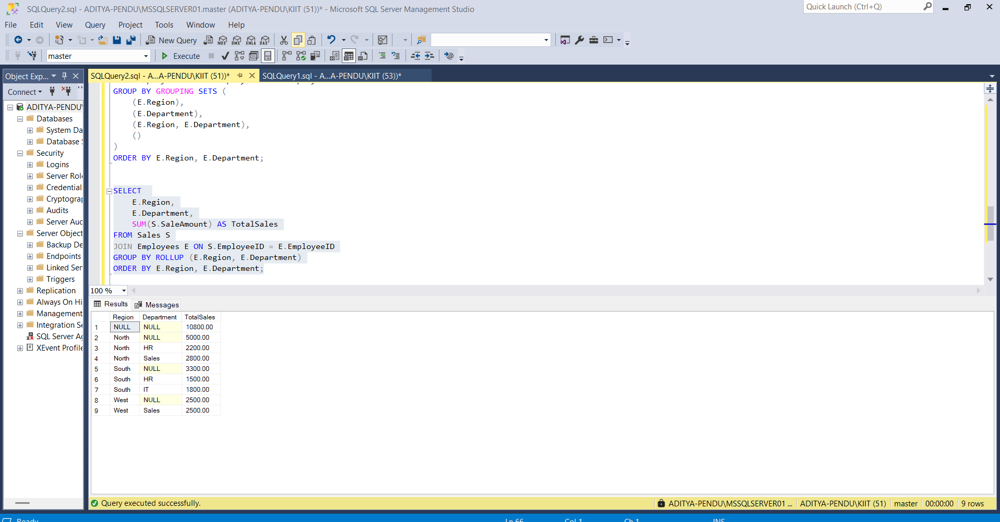 SQLQuery2.sql - ADITYA-PENDU\MSSQLSERVER01.master (ADITYA-PENDU\KIIT (51))* - Microsoft SQL Server Management Studio
Quick Launch (Ctrl+Q)
File Edit View Query Project Tools Window Help
New Query
MDX DMX XMLA DAX
master
Execute
Object Exp...
SQLQuery2.sql - A...A-PENDU\KIIT (51))*
SQLQuery1.sql - A...A-PENDU\KIIT (53))*
Connect
ADITYA-PENDU\
Databases
System Da
Database
Security
Logins
Server Rol
Credential
Cryptogra
Audits
Server Aud
Server Object
Backup De
Endpoints
Linked Ser
Triggers
Replication
Always On Hi
Management
Integration Se
SQL Server Ag
XEvent Profile
GROUP BY GROUPING SETS (
(E.Region),
(E.Department),
(E.Region, E.Department),
()
)
ORDER BY E.Region, E.Department;
SELECT
E.Region,
E.Department,
SUM(S.SaleAmount) AS TotalSales
FROM Sales S
JOIN Employees E ON S.EmployeeID = E.EmployeeID
GROUP BY ROLLUP (E.Region, E.Department)
ORDER BY E.Region, E.Department;
100 %
Results Messages
Region Department TotalSales
1 NULL NULL 10800.00
2 North NULL 5000.00
3 North HR 2200.00
4 North Sales 2800.00
5 South NULL 3300.00
6 South HR 1500.00
7 South IT 1800.00
8 West NULL 2500.00
9 West Sales 2500.00
Query executed successfully.
ADITYA-PENDU\MSSQLSERVER01 ... ADITYA-PENDU\KIIT (51) master 00:00:00 9 rows
Ready Ln 66 Col 1 Ch 1 INS